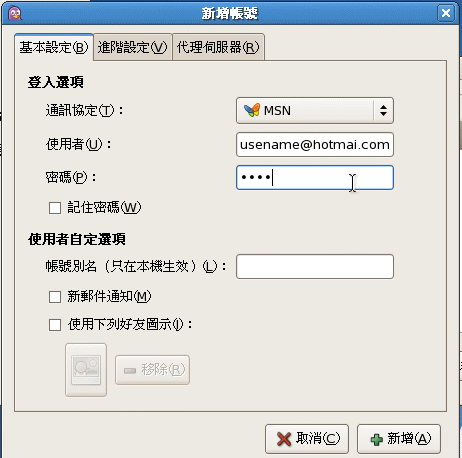 新增帳號
基本設定(B) 進階設定(V) 代理伺服器(R)
登入選項
通訊協定(T)： MSN
使用者(U)： usename@hotmai.com
密碼(P)： ••••
記住密碼(W)
使用者自定選項
帳號別名（只在本機生效）(L)：
新郵件通知(M)
使用下列好友圖示(I)：
移除(R)
取消(C) 新增(A)